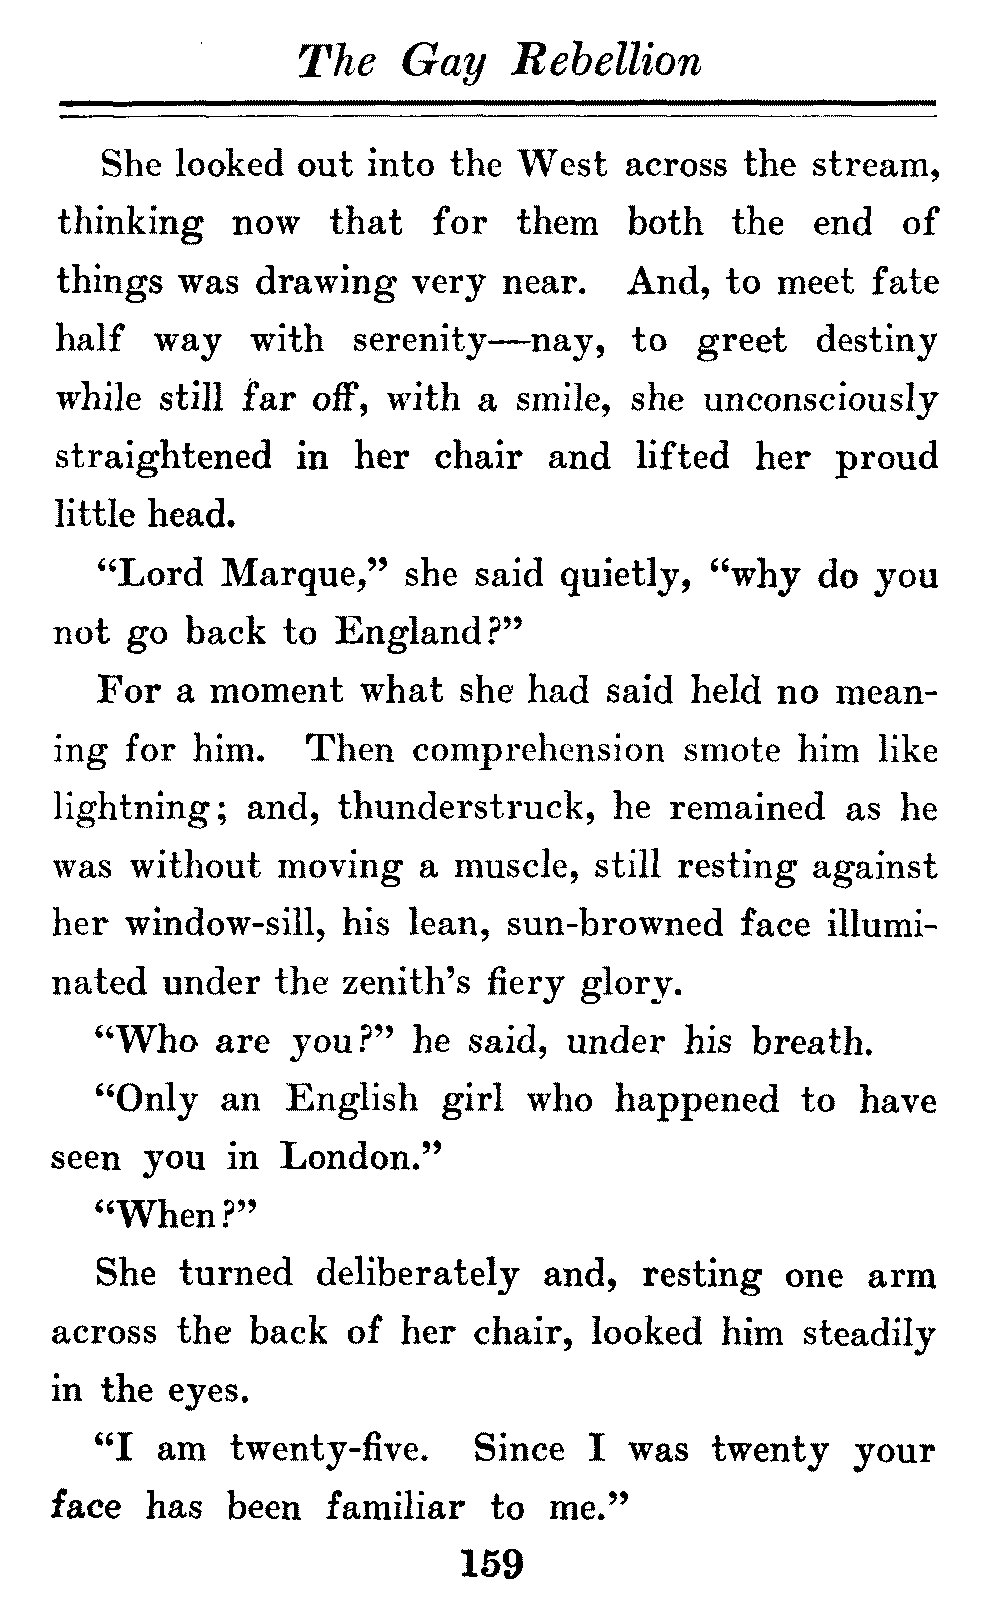 The Gay Rebellion
She looked out into the West across the stream,
thinking now that for them both the end of
things was drawing very near. And, to meet fate
half way with serenity—nay, to greet destiny
while still far off, with a smile, she unconsciously
straightened in her chair and lifted her proud
little head.
“Lord Marque,” she said quietly, “why do you
not go back to England?”
For a moment what she had said held no mean-
ing for him. Then comprehension smote him like
lightning; and, thunderstruck, he remained as he
was without moving a muscle, still resting against
her window-sill, his lean, sun-browned face illumi-
nated under the zenith’s fiery glory.
“Who are you?” he said, under his breath.
“Only an English girl who happened to have
seen you in London.”
“When?”
She turned deliberately and, resting one arm
across the back of her chair, looked him steadily
in the eyes.
“I am twenty-five. Since I was twenty your
face has been familiar to me.”
159